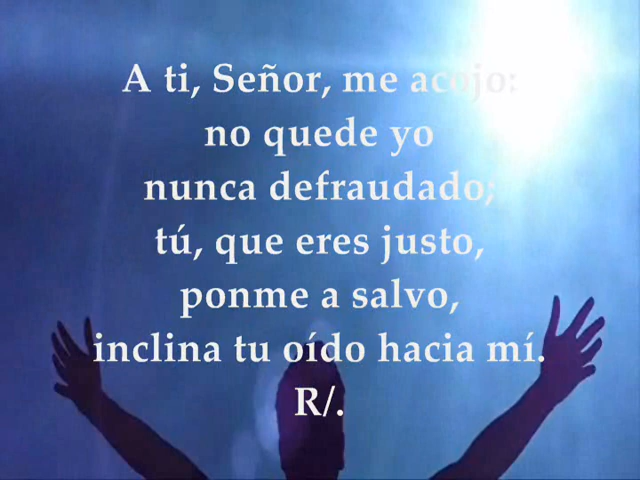 A ti, Señor, me acojo:
no quede yo
nunca defraudado;
tú, que eres justo,
ponme a salvo,
inclina tu oído hacia mí.
R/.